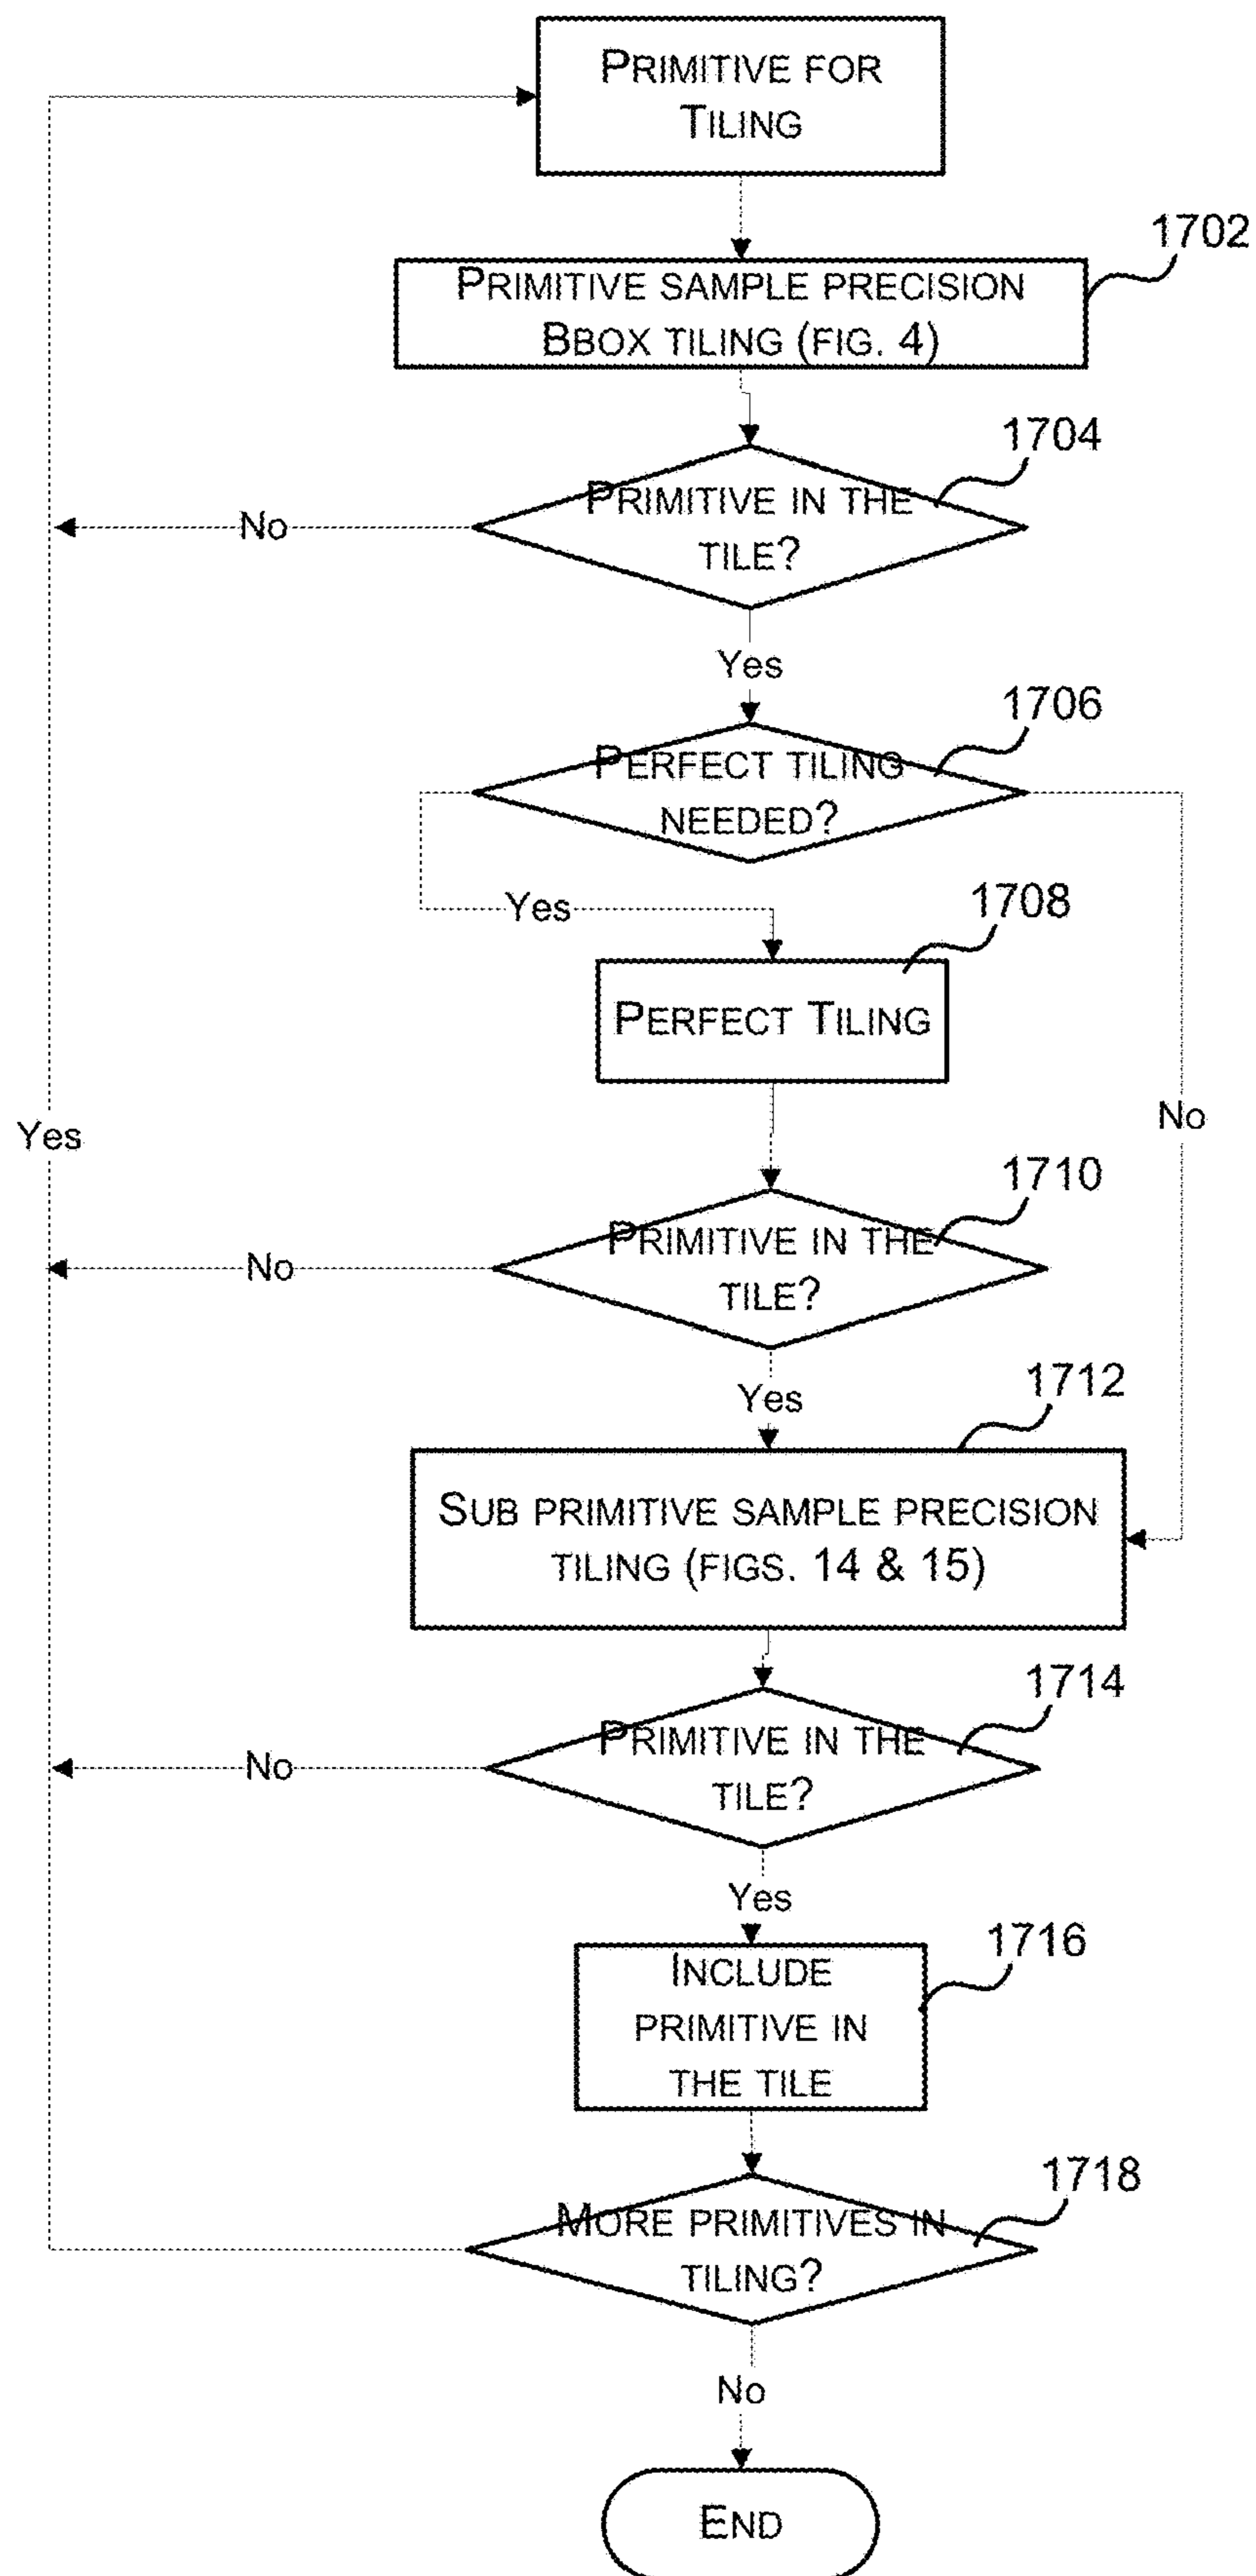 PRIMITIVE FOR
TILING
1702
PRIMITIVE SAMPLE PRECISION
BBOX TILING (FIG. 4)
1704
PRIMITIVE IN THE
TILE?
No
Yes
1706
PERFECT TILING
NEEDED?
Yes
1708
PERFECT TILING
Yes
No
1710
PRIMITIVE IN THE
TILE?
No
Yes
1712
SUB PRIMITIVE SAMPLE PRECISION
TILING (FIGS. 14 & 15)
1714
PRIMITIVE IN THE
TILE?
No
Yes
1716
INCLUDE
PRIMITIVE IN
THE TILE
1718
MORE PRIMITIVES IN
TILING?
No
END